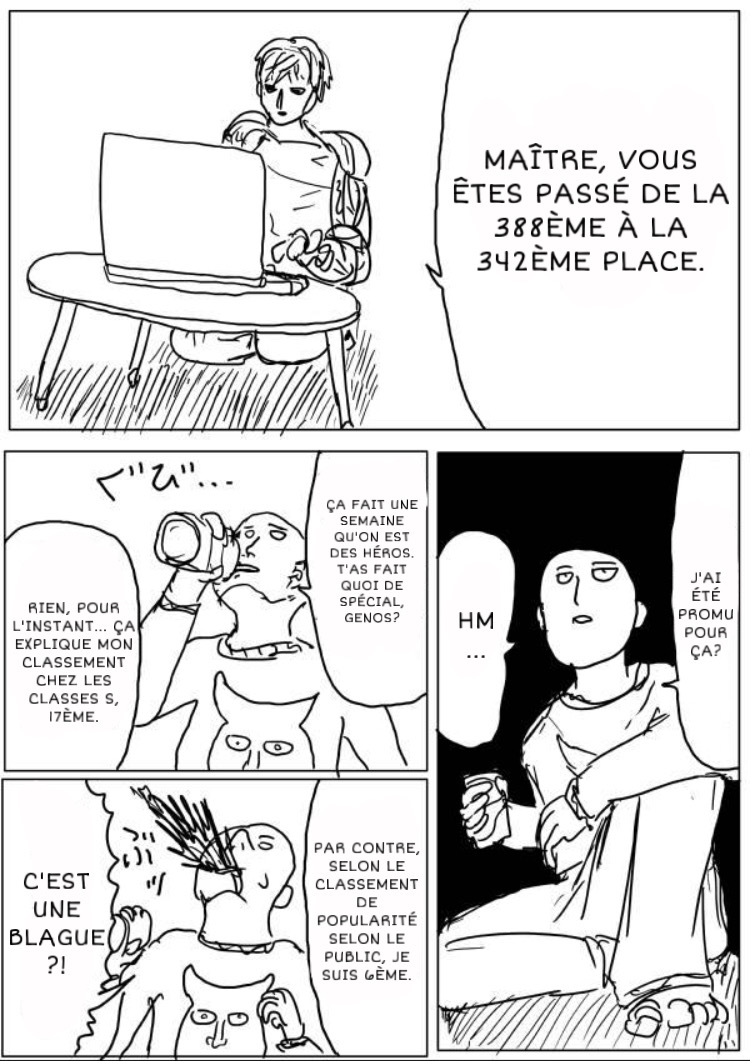 MAÎTRE, VOUS
ÊTES PASSÉ DE LA
388ÈME À LA
342ÈME PLACE.
J'AI
ÉTÉ
PROMU
POUR
ÇA?
HM
...
ぐび...
ÇA FAIT UNE
SEMAINE
QU'ON EST
DES HÉROS.
T'AS FAIT
QUOI DE
SPÉCIAL,
GENOS?
RIEN, POUR
L'INSTANT... ÇA
EXPLIQUE MON
CLASSEMENT
CHEZ LES
CLASSES S,
17ÈME.
PAR CONTRE,
SELON LE
CLASSEMENT
DE
POPULARITÉ
SELON LE
PUBLIC, JE
SUIS 6ÈME.
C'EST
UNE
BLAGUE
?!